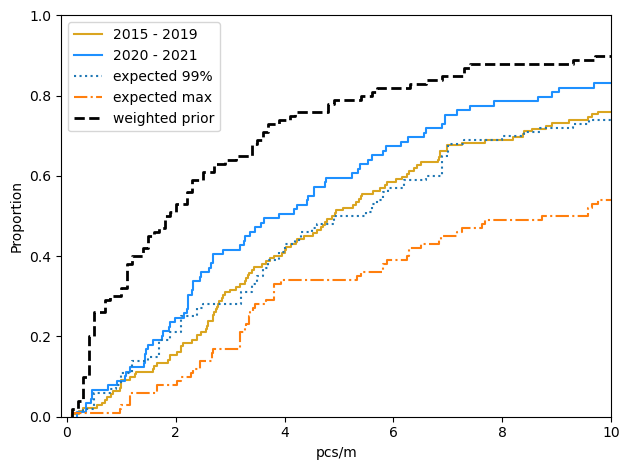 1.0
0.8
0.6
0.4
0.2
0.0
Proportion
2015 - 2019
2020 - 2021
expected 99%
expected max
weighted prior
0 2 4 6 8 10
pcs/m